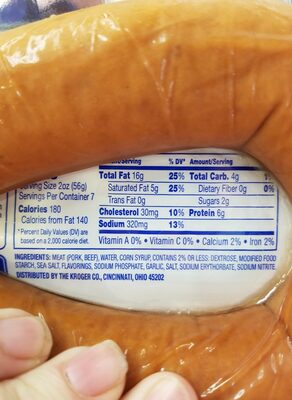 Serving Size 2oz (56g)
Servings Per Container 7
Calories 180
Calories from Fat 140
*Percent Daily Values (DV) are
based on a 2,000 calorie diet.
/Serving % DV* Amount/Serving
Total Fat 16g 25% Total Carb. 4g 1%
Saturated Fat 5g 25% Dietary Fiber 0g 0%
Trans Fat 0g Sugars 2g
Cholesterol 30mg 10% Protein 6g
Sodium 320mg 13%
Vitamin A 0% • Vitamin C 0% • Calcium 2% • Iron 2%
INGREDIENTS: MEAT (PORK, BEEF), WATER, CORN SYRUP, CONTAINS 2% OR LESS: DEXTROSE, MODIFIED FOOD
STARCH, SEA SALT, FLAVORINGS, SODIUM PHOSPHATE, GARLIC, SALT, SODIUM ERYTHORBATE, SODIUM NITRITE.
DISTRIBUTED BY THE KROGER CO., CINCINNATI, OHIO 45202